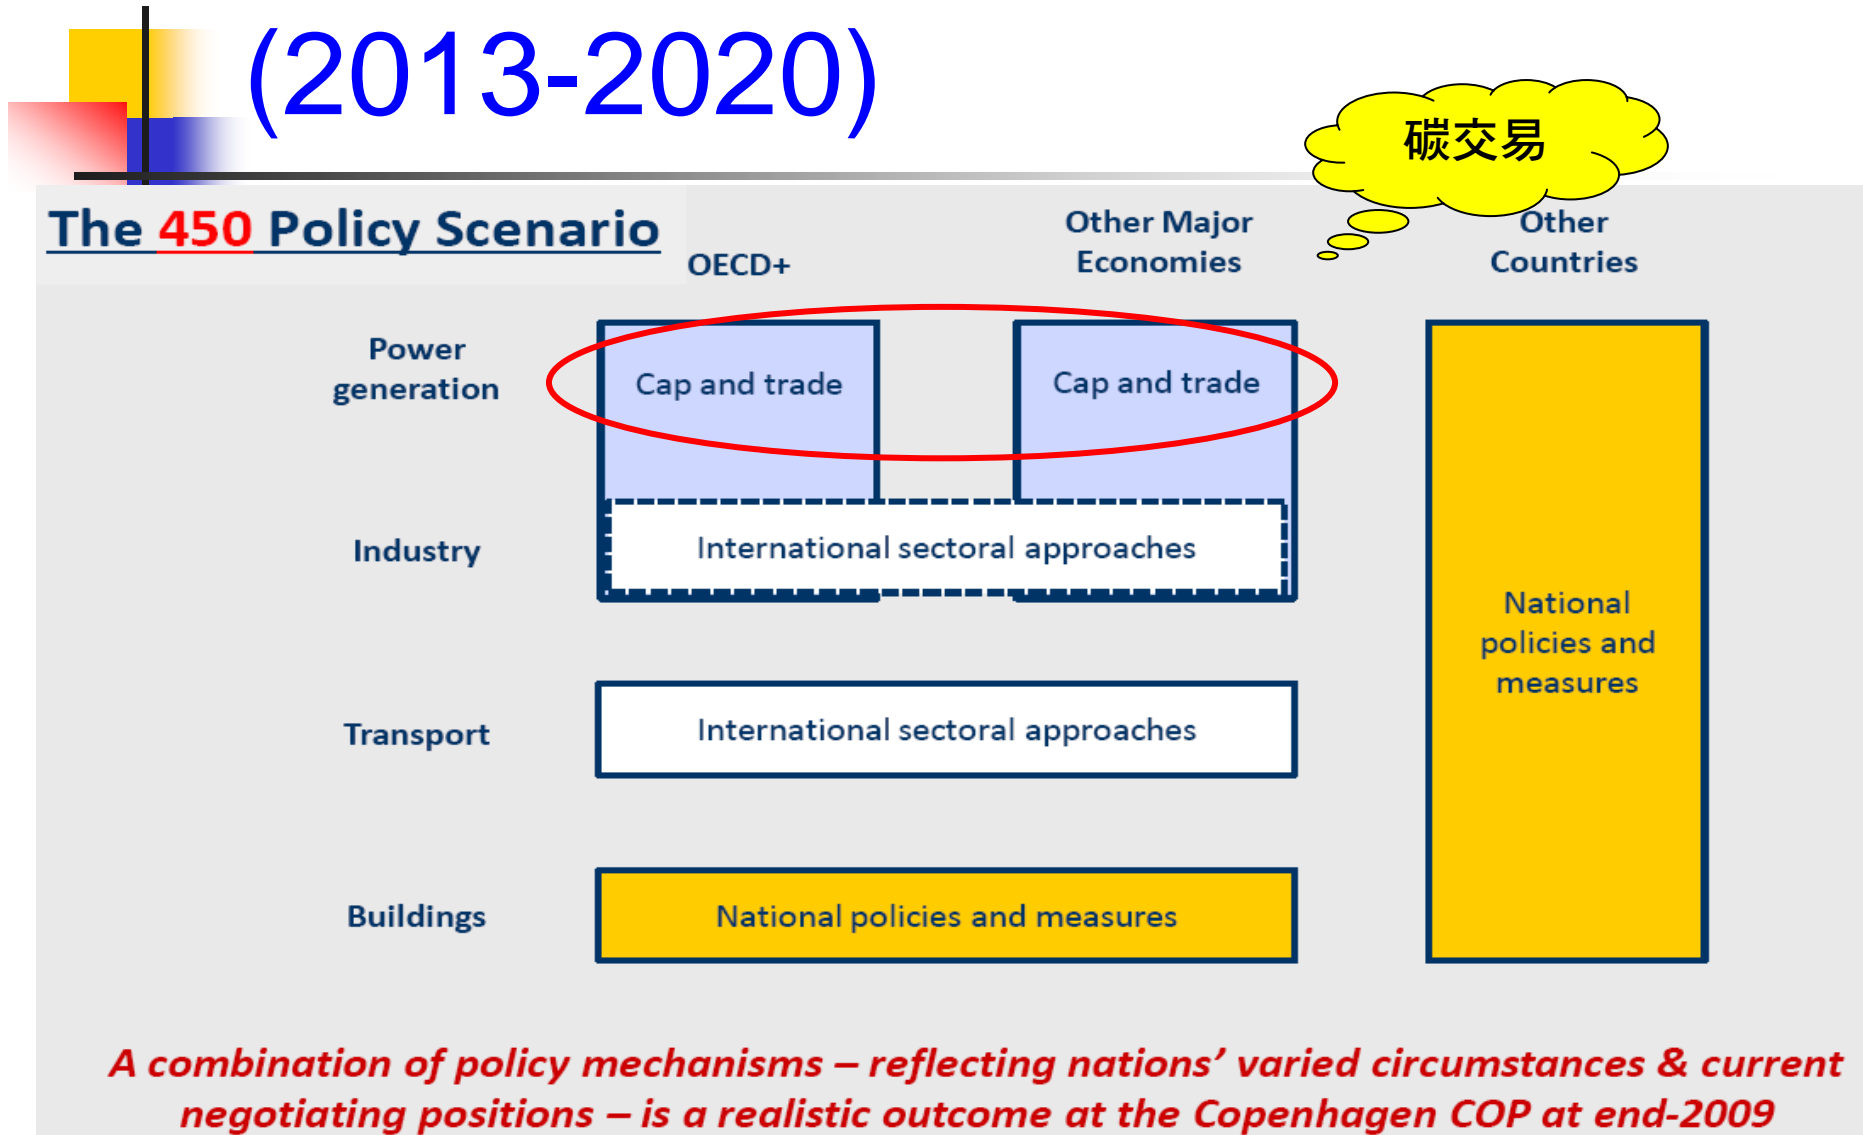 (2013-2020)
碳交易
The 450 Policy Scenario
OECD+
Other Major
Economies
Other
Countries
Power
generation
Cap and trade
Cap and trade
Industry
International sectoral approaches
National
policies and
measures
Transport
International sectoral approaches
Buildings
National policies and measures
A combination of policy mechanisms – reflecting nations’ varied circumstances & current
negotiating positions – is a realistic outcome at the Copenhagen COP at end-2009